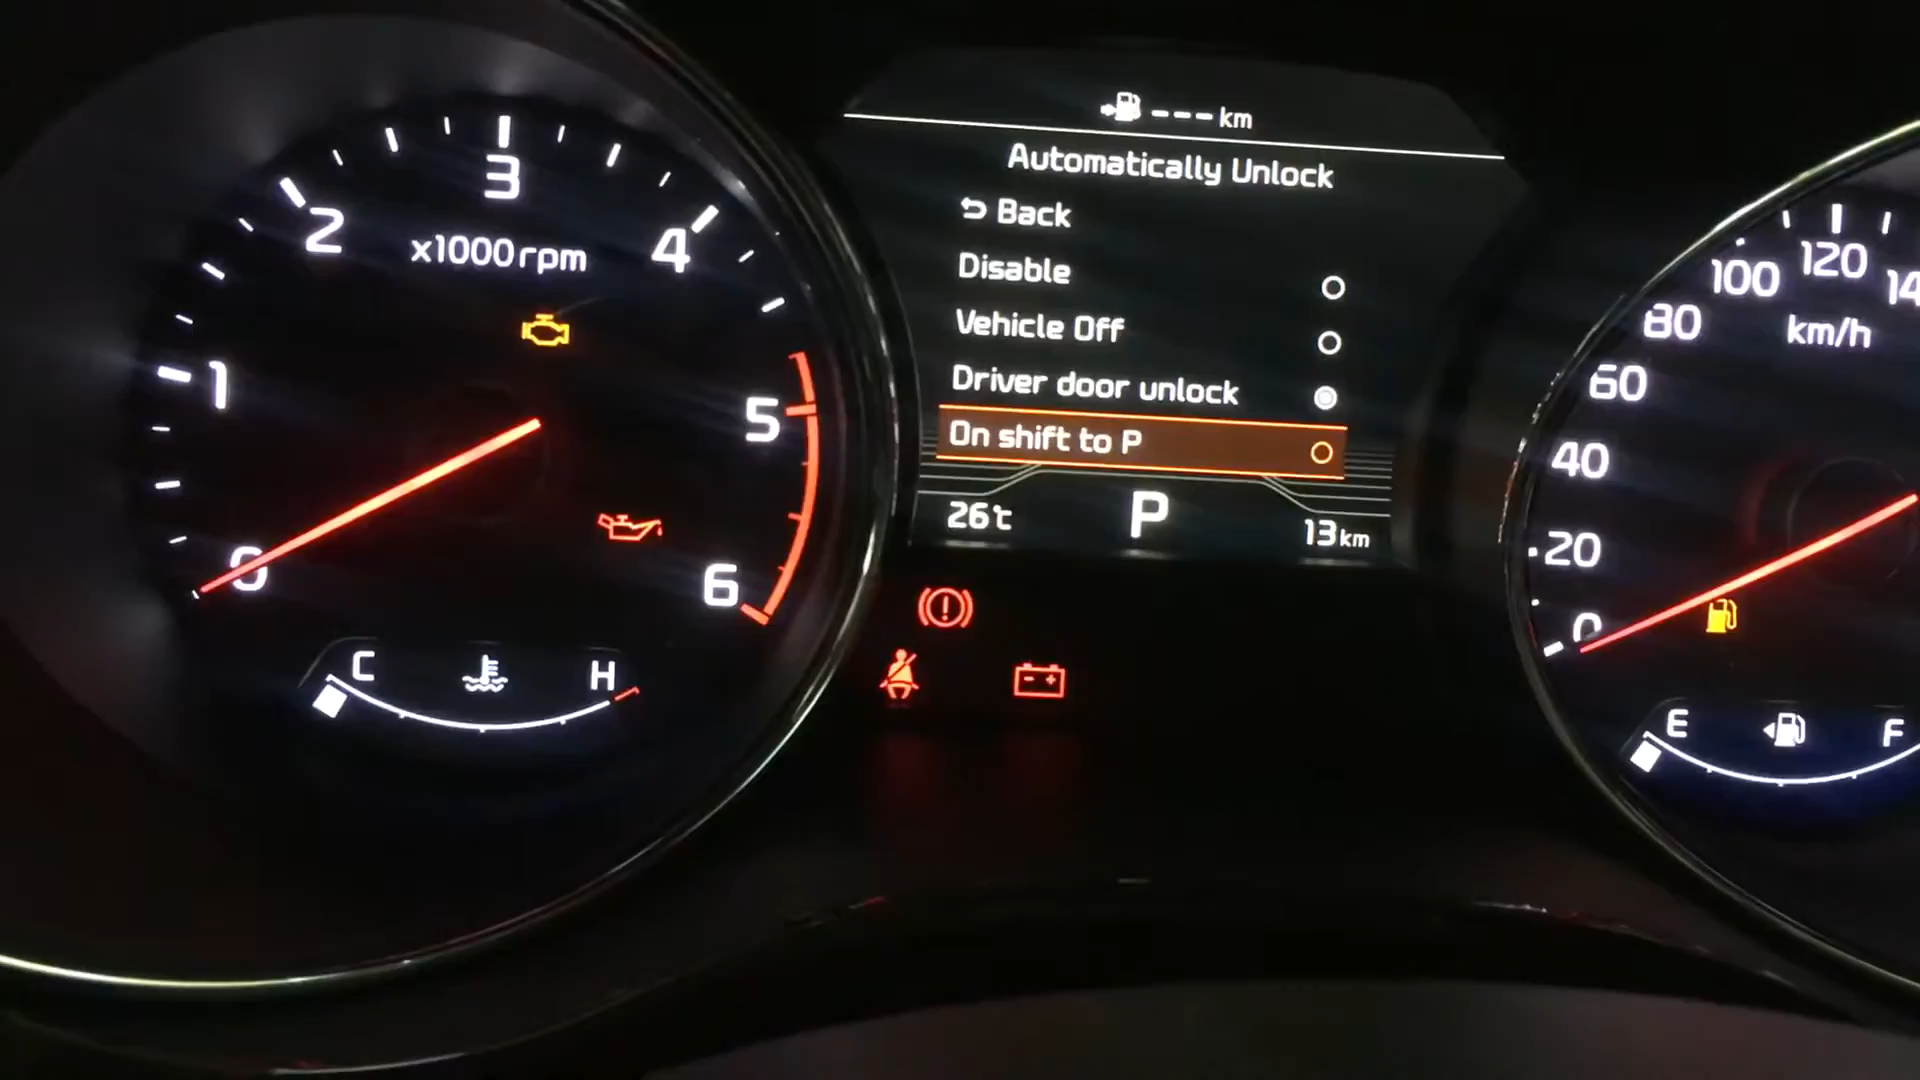 --- km
Automatically Unlock
Back
Disable
Vehicle Off
Driver door unlock
On shift to P
26℃
P
13 km
0
1
2
3
4
5
6
x1000rpm
C
H
0
20
40
60
80
100
120
14
km/h
E
F